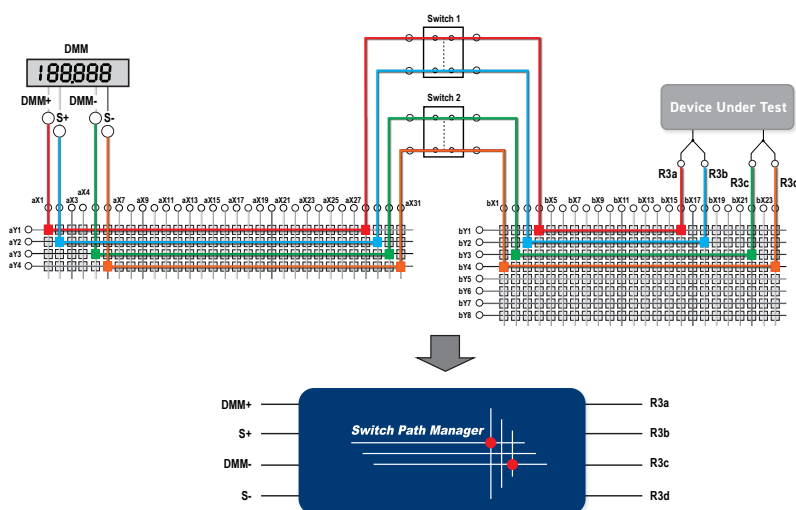 Switch 1
DMM
188.888
DMM+ DMM-
S+ S-
Switch 2
Device Under Test
R3a R3b
R3c R3d
aX1 aX3 aX4 aX7 aX9 aX11 aX13 aX15 aX17 aX19 aX21 aX23 aX25 aX27 aX31
bX1 bX5 bX7 bX9 bX11 bX13 bX15 bX17 bX19 bX21 bX23
aY1
aY2
aY3
aY4
bY1
bY2
bY3
bY4
bY5
bY6
bY7
bY8
DMM+ R3a
S+ R3b
Switch Path Manager
DMM- R3c
S- R3d